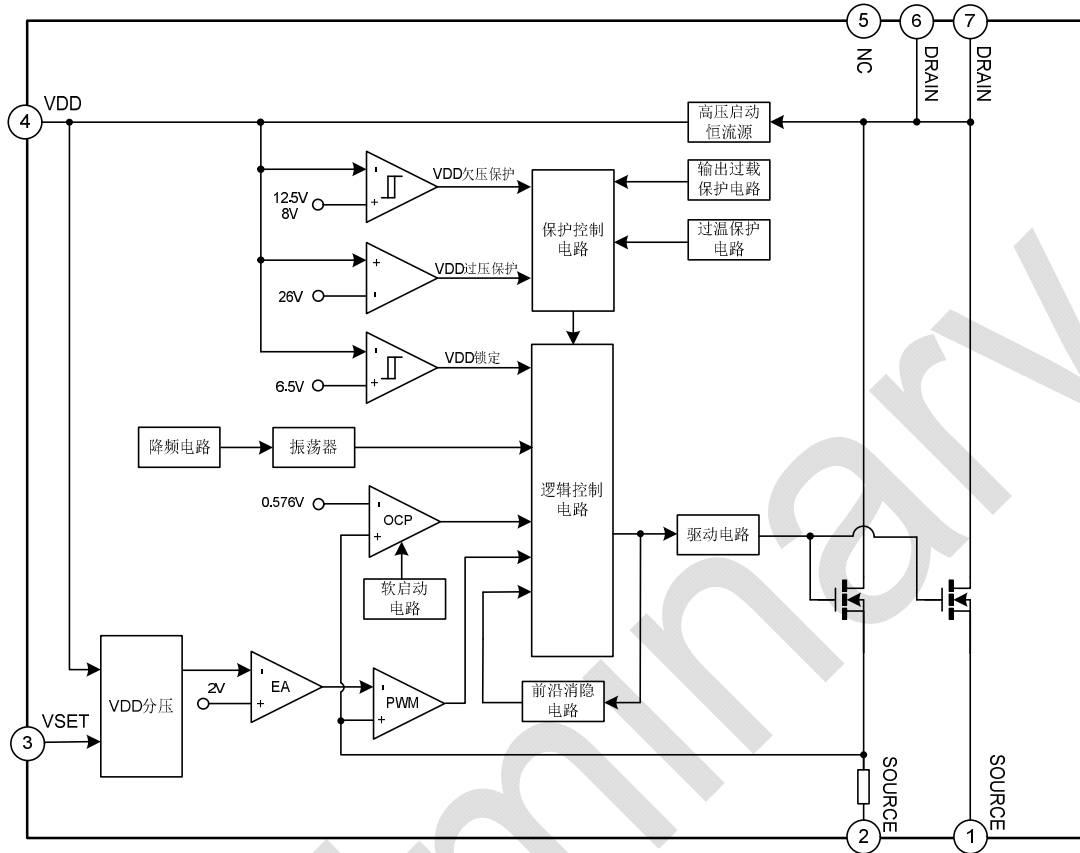 5
6
7
NC
DRAIN
DRAIN
4
VDD
高压启动
恒流源
12.5V
8V
-
+
VDD欠压保护
输出过载
保护电路
保护控制
电路
过温保护
电路
26V
+
-
VDD过压保护
6.5V
-
+
VDD锁定
降频电路
振荡器
逻辑控制
电路
0.576V
-
+
OCP
软启动
电路
驱动电路
VDD分压
2V
-
+
EA
-
+
PWM
前沿消隐
电路
VSET
3
SOURCE
SOURCE
2
1
minary